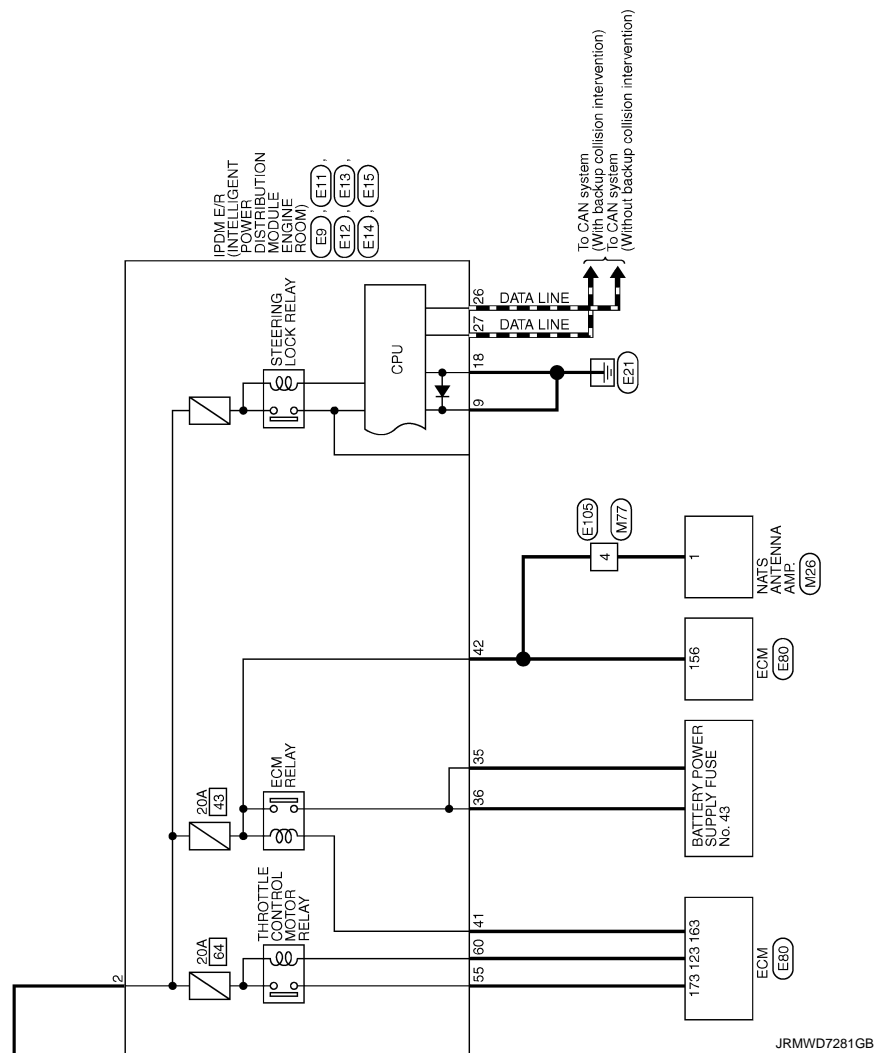 IPDM E/R
(INTELLIGENT
POWER
DISTRIBUTION
MODULE
ENGINE
ROOM)
E9 , E11 ,
E12 , E13 ,
E14 , E15
To CAN system
(With backup collision intervention)
To CAN system
(Without backup collision intervention)
STEERING
LOCK RELAY
CPU
26
DATA LINE
27
DATA LINE
18
9
E21
E105
M77
4
1
NATS
ANTENNA
AMP.
M26
42
156
ECM
E80
20A
43
ECM
RELAY
35
36
BATTERY POWER
SUPPLY FUSE
No. 43
20A
64
THROTTLE
CONTROL
MOTOR
RELAY
2
41
60
55
173 123 163
ECM
E80
JRMWD7281GB